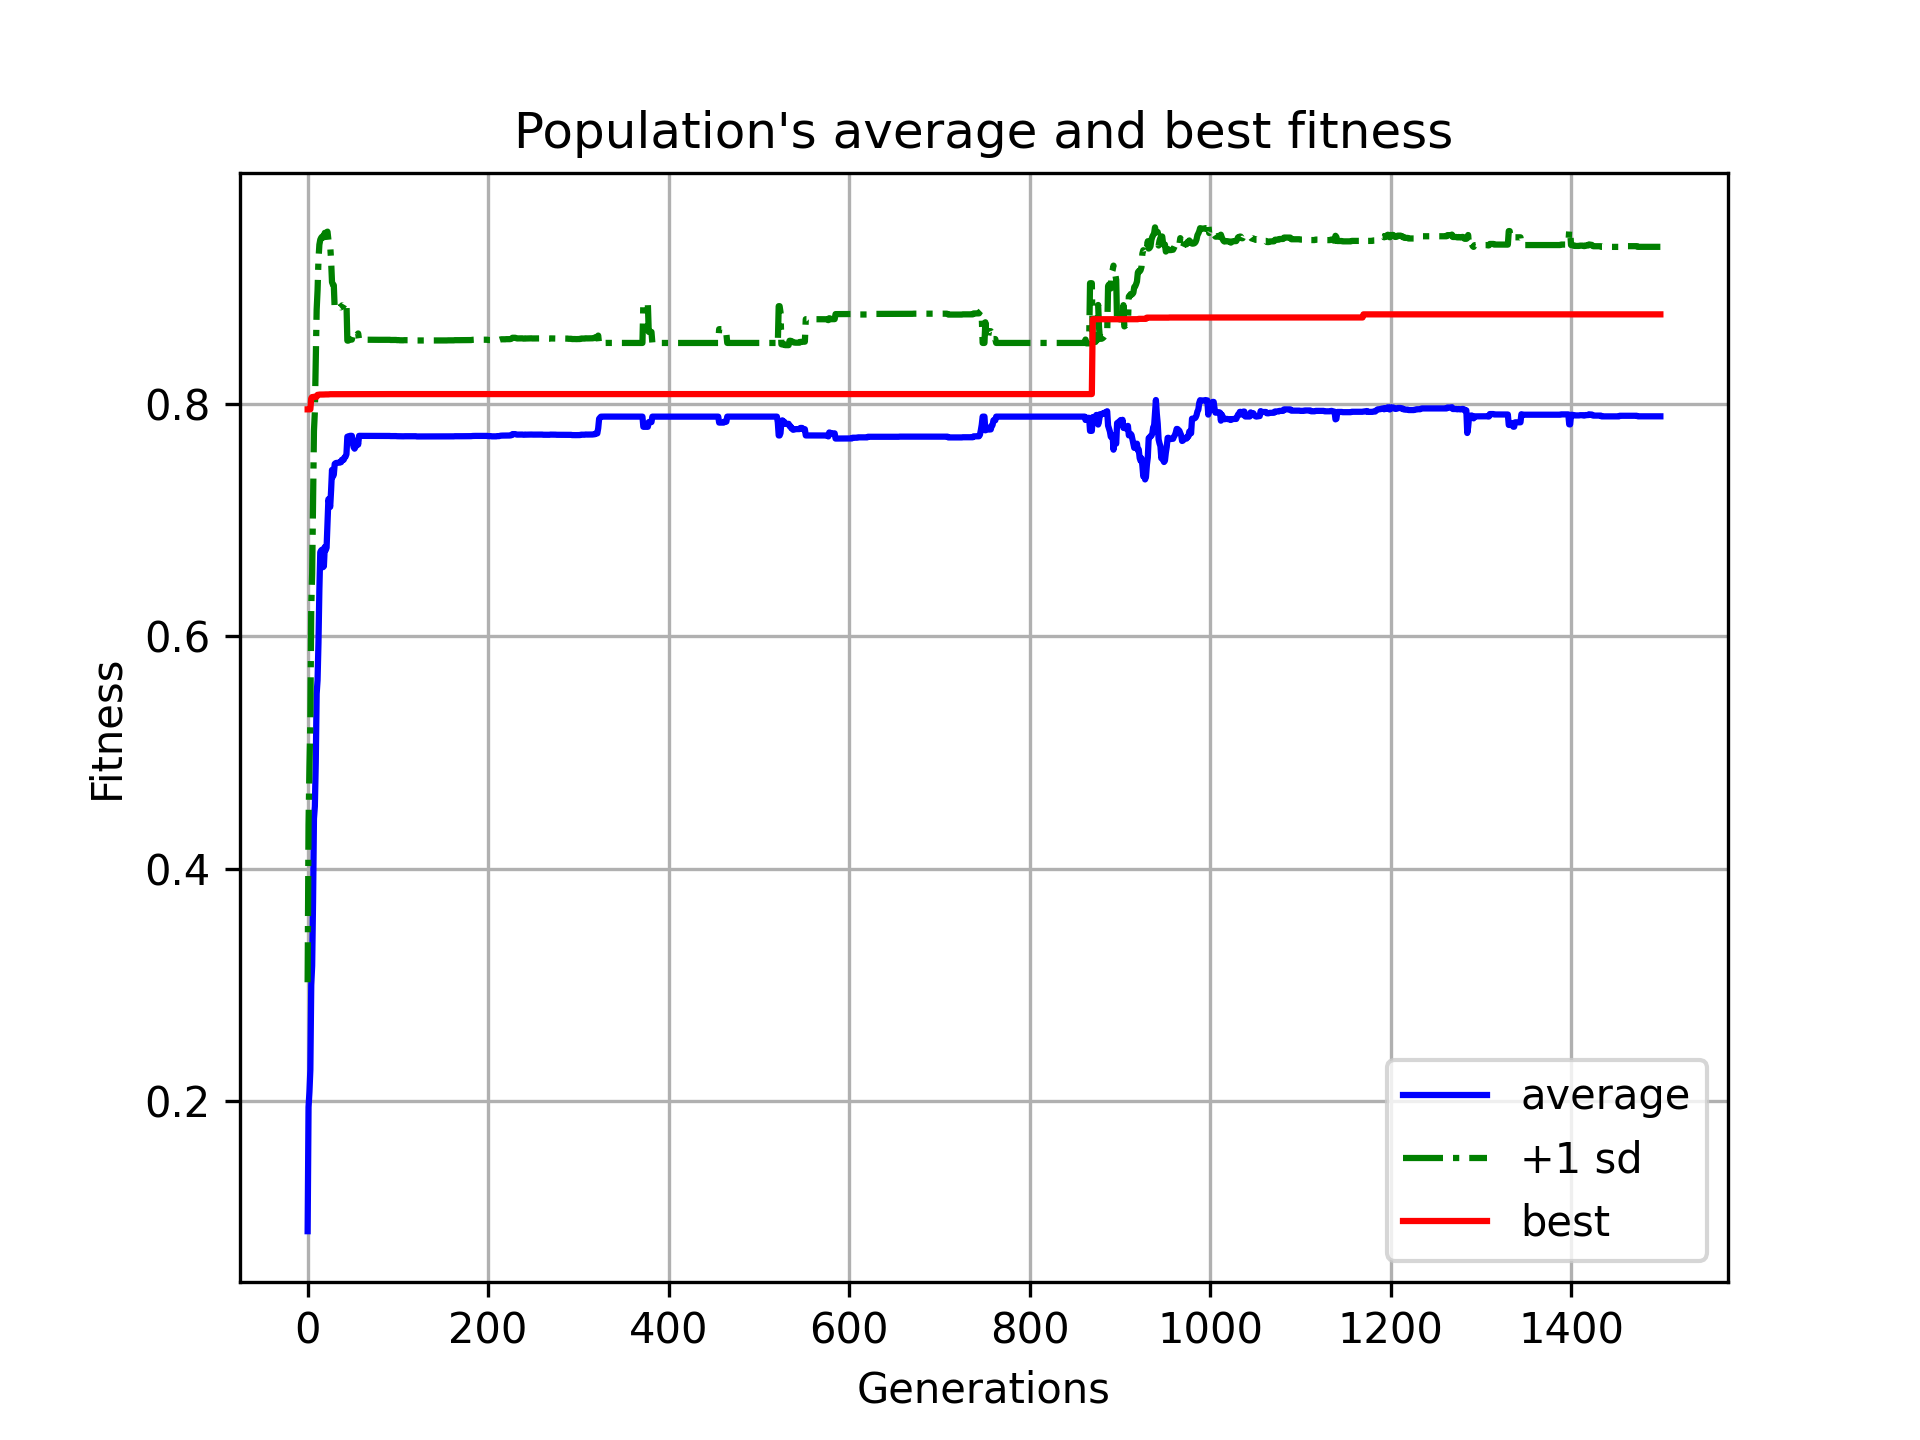 Population's average and best fitness
Fitness
0.8
0.6
0.4
0.2
0 200 400 600 800 1000 1200 1400
Generations
average
+1 sd
best